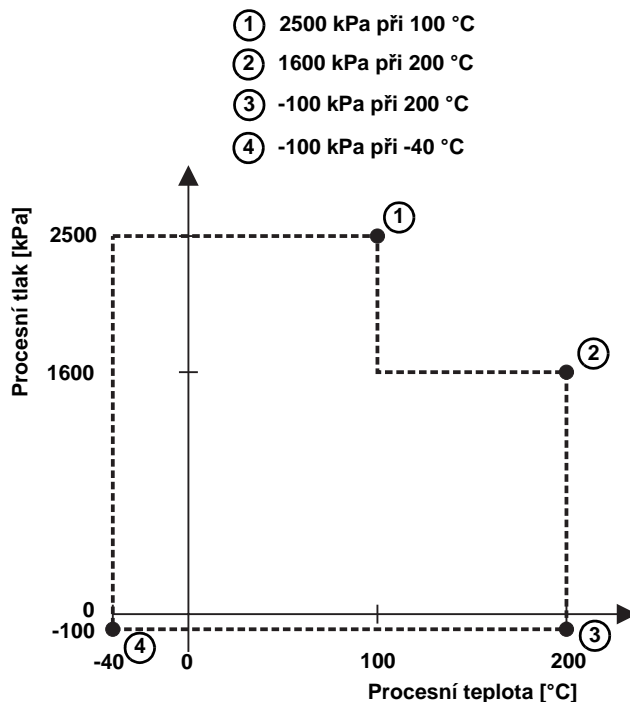 1 2500 kPa při 100 °C
2 1600 kPa při 200 °C
3 -100 kPa při 200 °C
4 -100 kPa při -40 °C
Procesní tlak [kPa]
2500
1
1600
2
0
-100
4
3
-40
0
100
200
Procesní teplota [°C]